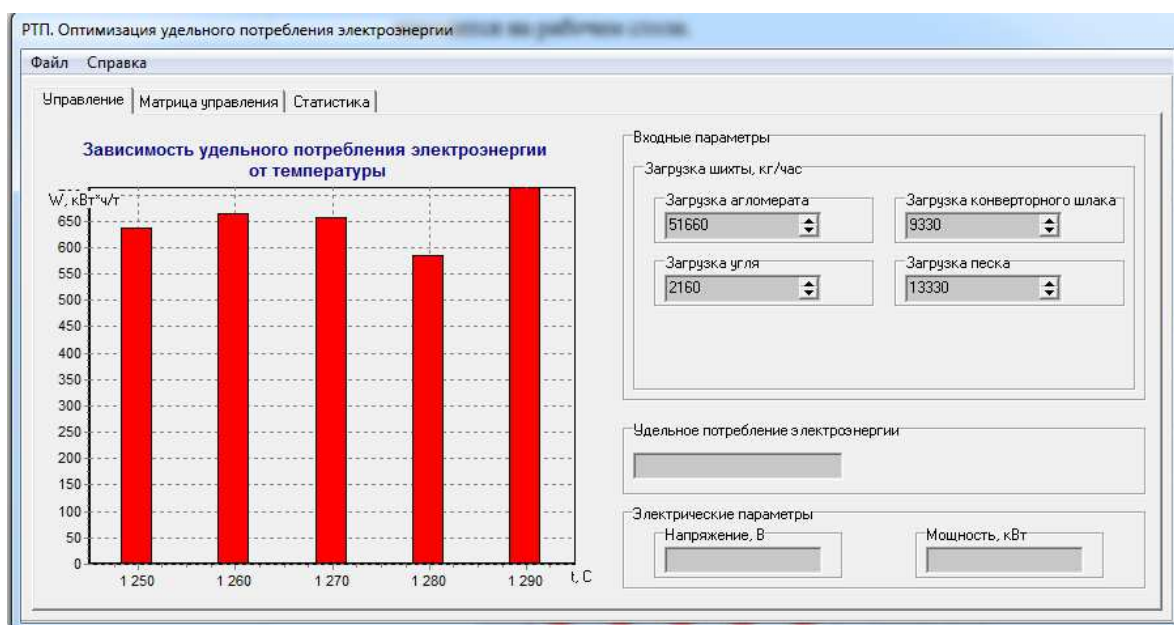 РТП. Оптимизация удельного потребления электроэнергии
Файл Справка
Управление Матрица управления Статистика
Зависимость удельного потребления электроэнергии
от температуры
W, кВт*ч/т
650
600
550
500
450
400
350
300
250
200
150
100
50
0
1 250 1 260 1 270 1 280 1 290 t, C
Входные параметры
Загрузка шихты, кг/час
Загрузка агломерата Загрузка конверторного шлака
51660 9330
Загрузка угля Загрузка песка
2160 13330
Удельное потребление электроэнергии
Электрические параметры
Напряжение, В Мощность, кВт